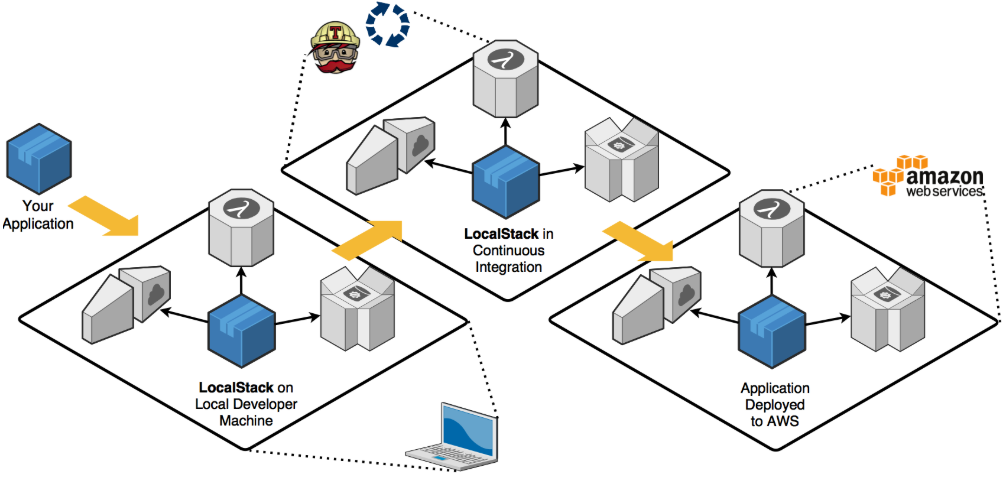 T
λ
λ
λ
Your
Application
LocalStack on
Local Developer
Machine
LocalStack in
Continuous
Integration
amazon
web services
Application
Deployed
to AWS